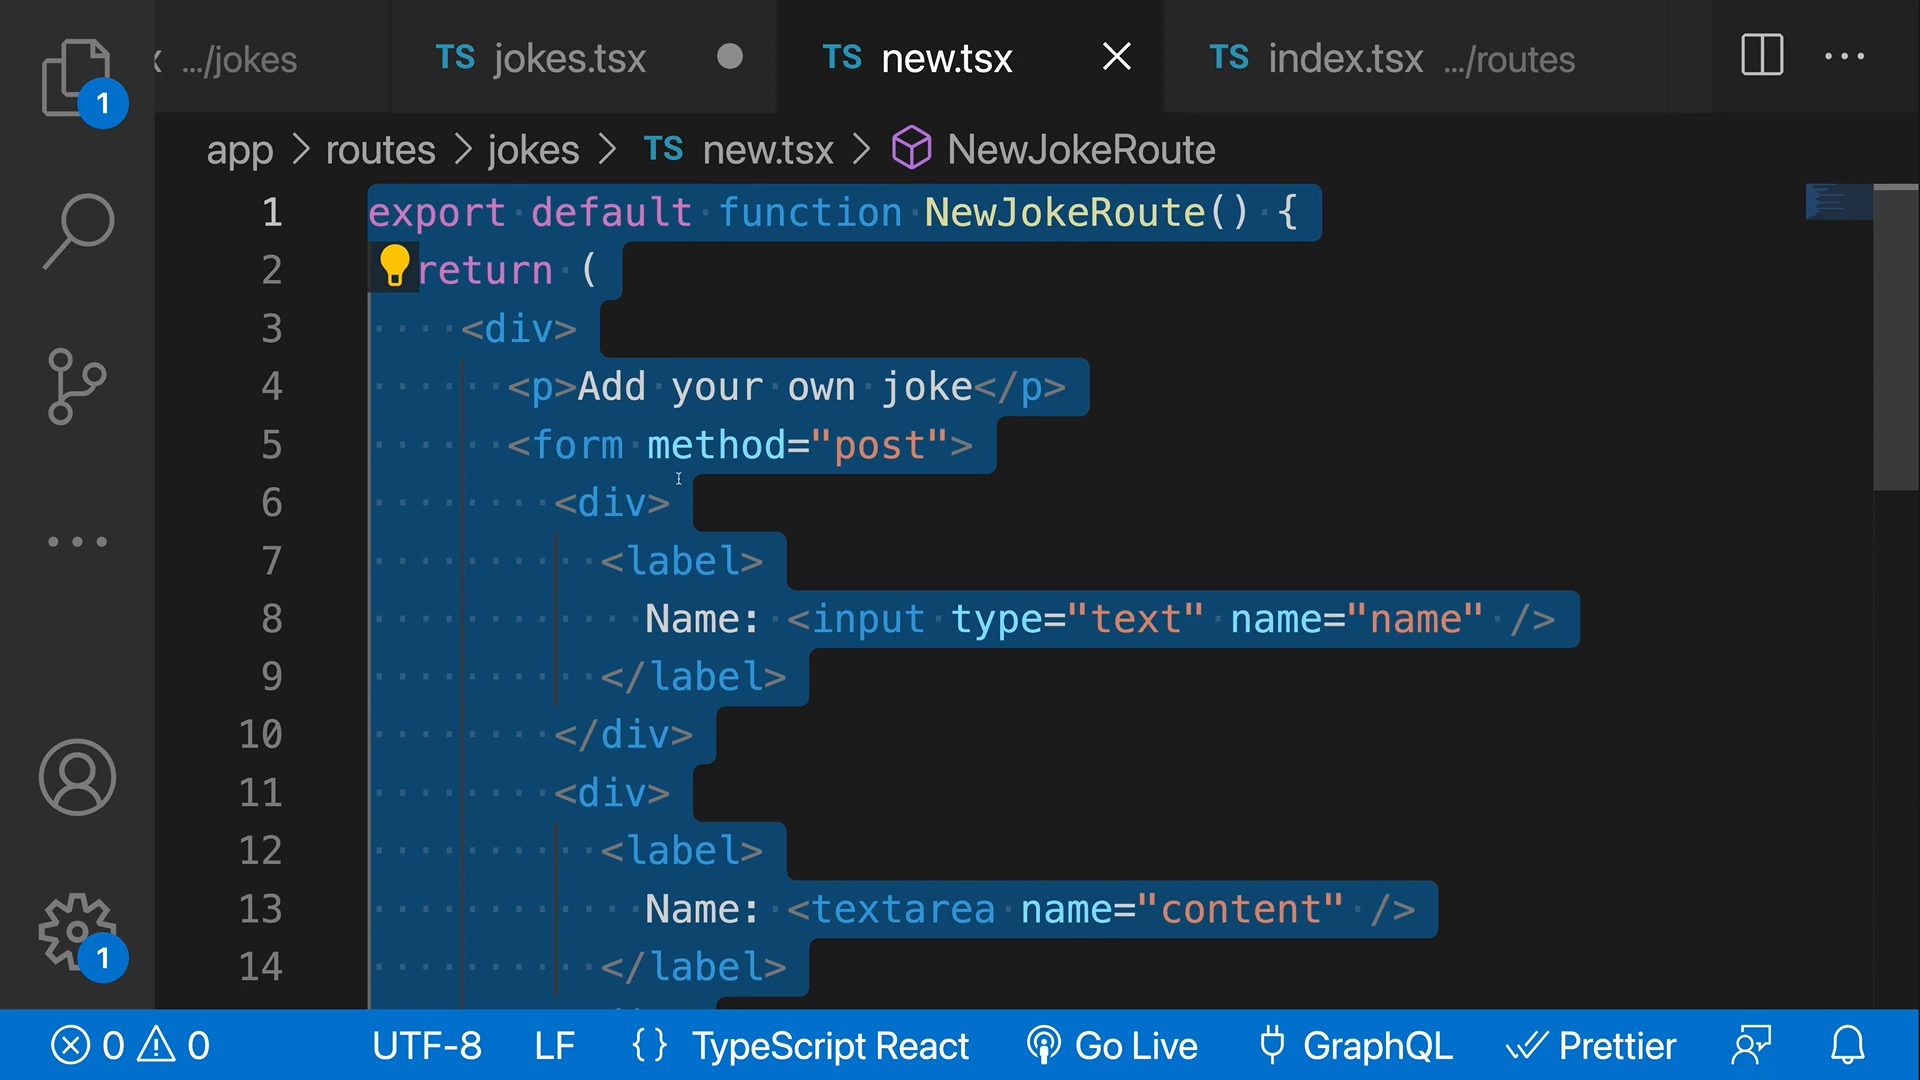 x .../jokes
TS jokes.tsx
TS new.tsx
TS index.tsx .../routes
1
app > routes > jokes > TS new.tsx > NewJokeRoute
1 export default function NewJokeRoute() {
2 return (
3 <div>
4 <p>Add your own joke</p>
5 <form method="post">
6 <div>
7 <label>
8 Name: <input type="text" name="name" />
9 </label>
10 </div>
11 <div>
12 <label>
13 Name: <textarea name="content" />
14 </label>
1
0 0 UTF-8 LF {} TypeScript React Go Live GraphQL Prettier